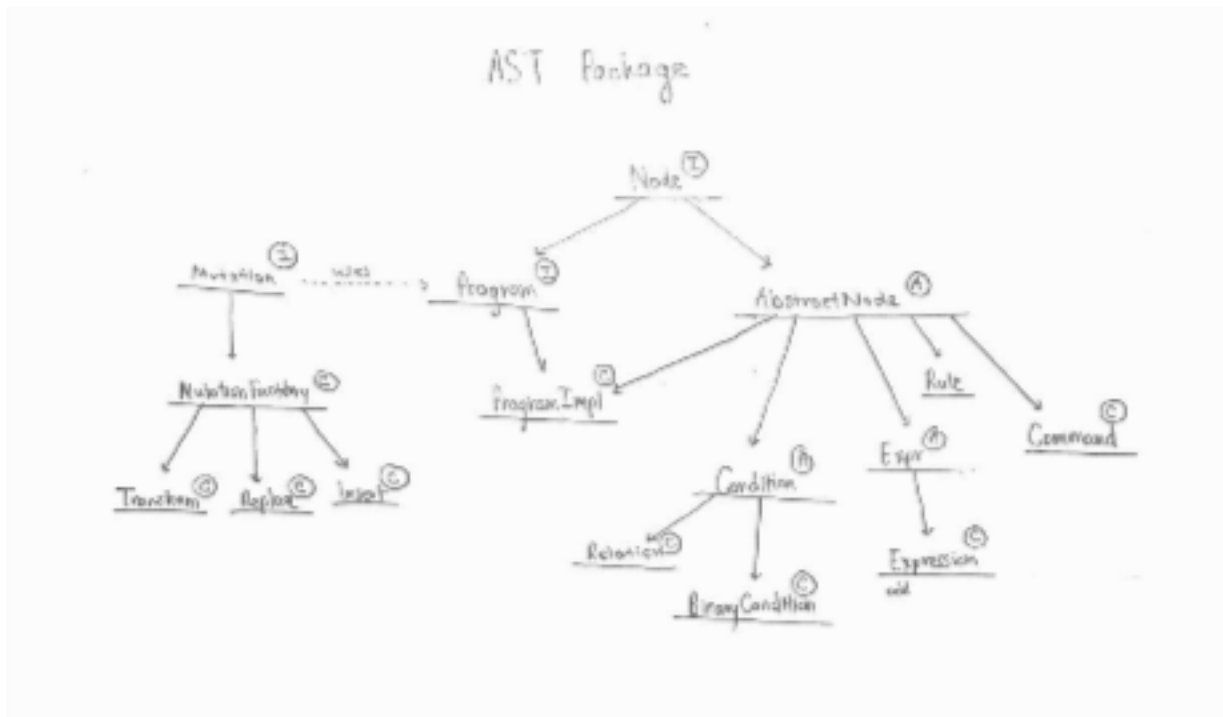 AST Package
Node I
Mutation I
uses
Program I
AbstractNode A
MutationFactory
ProgramImpl C
Rule
Command C
Transform C
Replace C
Insert C
Condition A
Expr A
Relation C
BinaryCondition C
Expression C
add